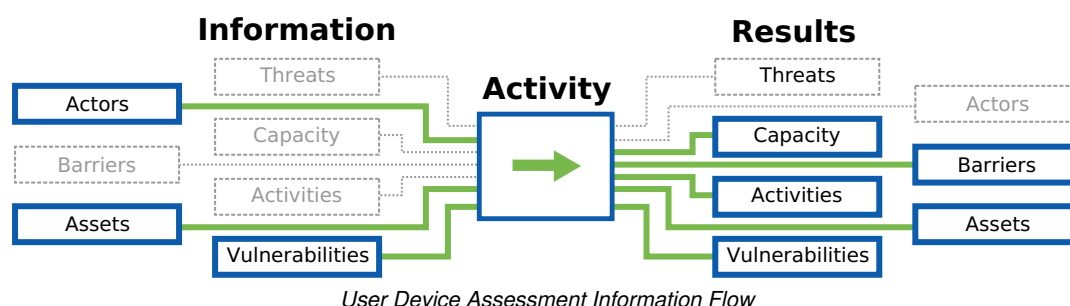 Information
Results
Threats
Threats
Activity
Actors
Actors
Capacity
Capacity
Barriers
Barriers
Activities
Activities
Assets
Assets
Vulnerabilities
Vulnerabilities
User Device Assessment Information Flow